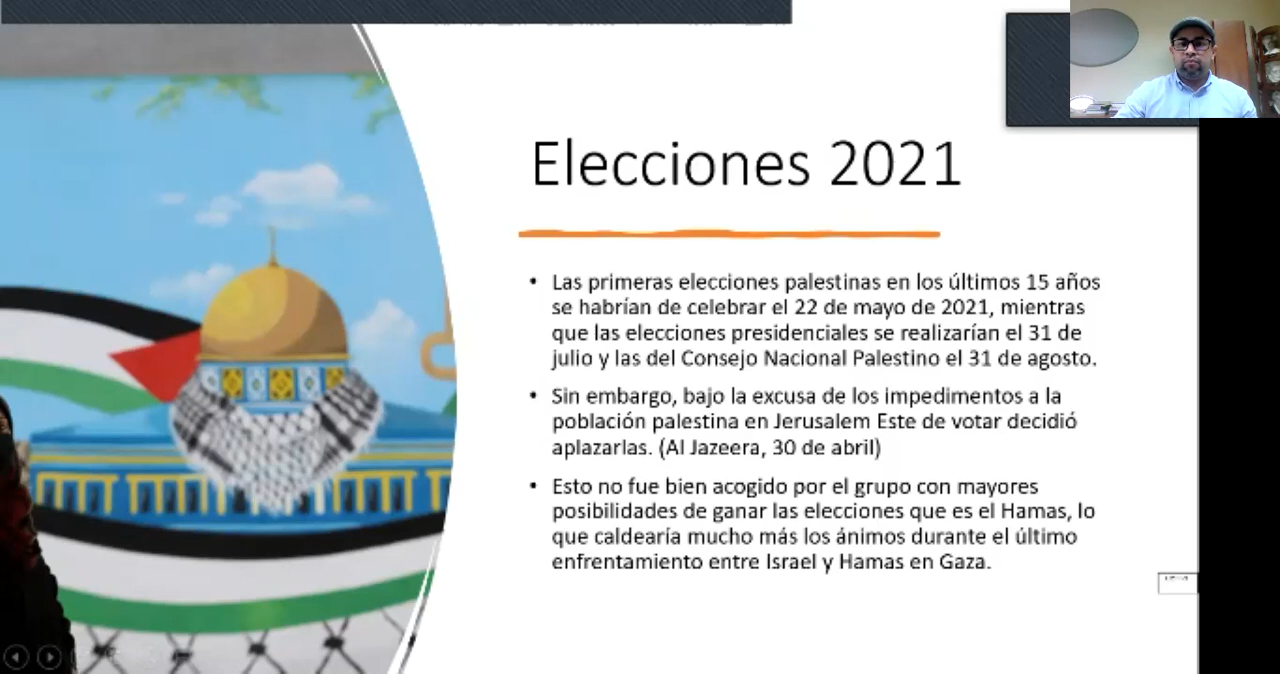 Elecciones 2021
• Las primeras elecciones palestinas en los últimos 15 años
se habrían de celebrar el 22 de mayo de 2021, mientras
que las elecciones presidenciales se realizarían el 31 de
julio y las del Consejo Nacional Palestino el 31 de agosto.
• Sin embargo, bajo la excusa de los impedimentos a la
población palestina en Jerusalem Este de votar decidió
aplazarlas. (Al Jazeera, 30 de abril)
• Esto no fue bien acogido por el grupo con mayores
posibilidades de ganar las elecciones que es el Hamas, lo
que caldearía mucho más los ánimos durante el último
enfrentamiento entre Israel y Hamas en Gaza.